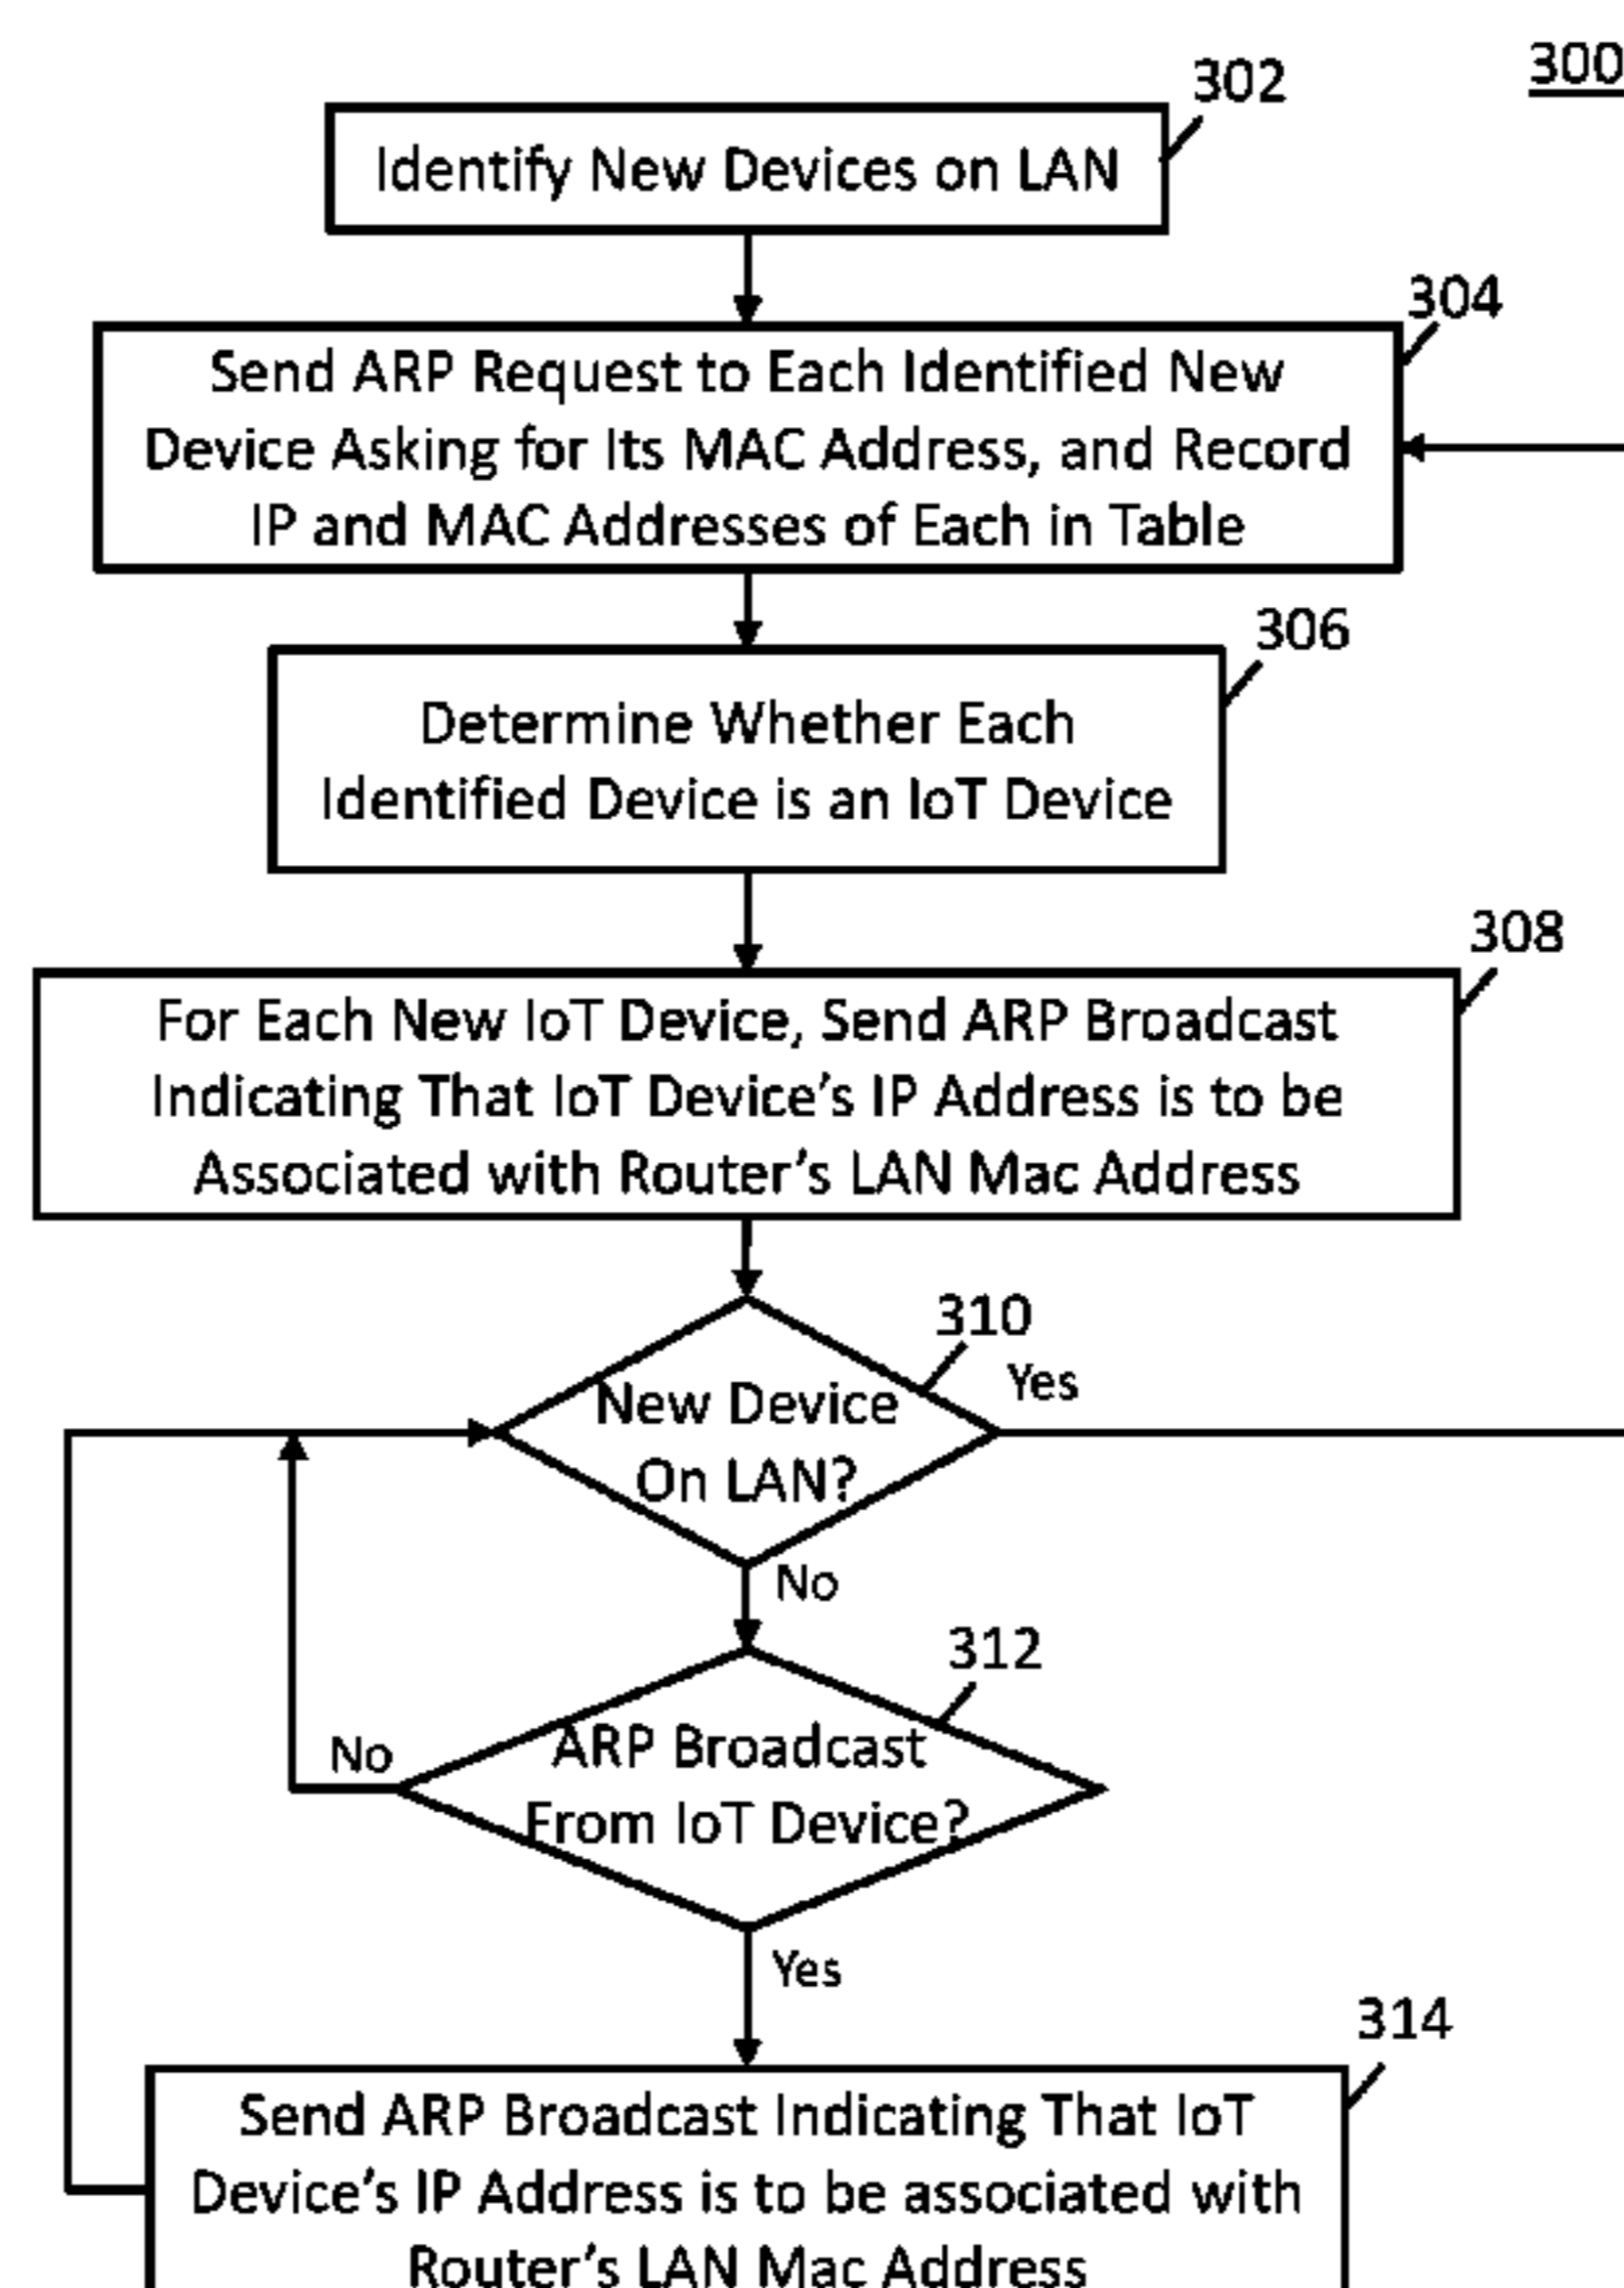 300
302
Identify New Devices on LAN
304
Send ARP Request to Each Identified New
Device Asking for Its MAC Address, and Record
IP and MAC Addresses of Each in Table
306
Determine Whether Each
Identified Device is an IoT Device
308
For Each New IoT Device, Send ARP Broadcast
Indicating That IoT Device's IP Address is to be
Associated with Router's LAN Mac Address
310
New Device
On LAN?
Yes
No
312
ARP Broadcast
From IoT Device?
No
Yes
314
Send ARP Broadcast Indicating That IoT
Device's IP Address is to be associated with
Router's LAN Mac Address